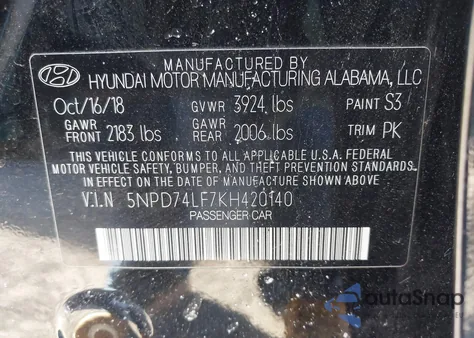 MANUFACTURED BY
HYUNDAI MOTOR MANUFACTURING ALABAMA, LLC
Oct/16/18 GVWR 3924 lbs PAINT S3
GAWR FRONT 2183 lbs GAWR REAR 2006 lbs TRIM PK
THIS VEHICLE CONFORMS TO ALL APPLICABLE U.S.A. FEDERAL
MOTOR VEHICLE SAFETY, BUMPER, AND THEFT PREVENTION STANDARDS
IN EFFECT ON THE DATE OF MANUFACTURE SHOWN ABOVE.
V.I.N 5NPD74LF7KH420140
PASSENGER CAR
autoSnap